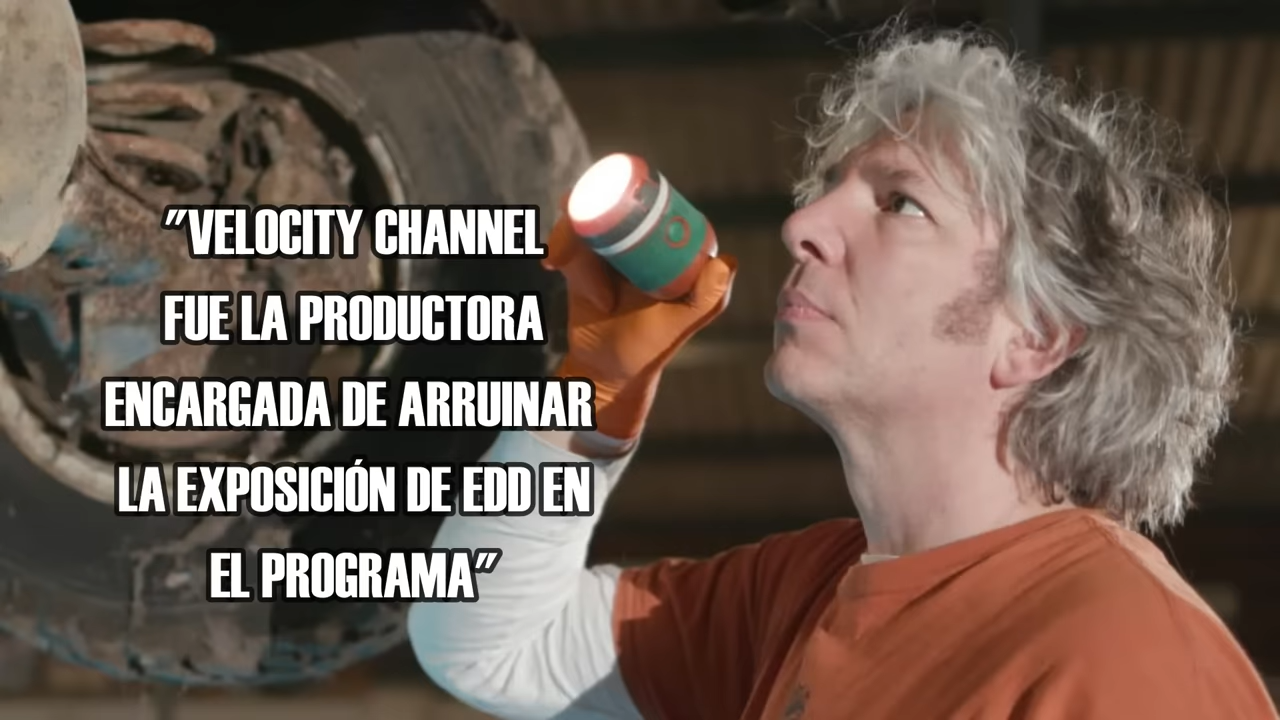 "VELOCITY CHANNEL
FUE LA PRODUCTORA
ENCARGADA DE ARRUINAR
LA EXPOSICIÓN DE EDD EN
EL PROGRAMA"